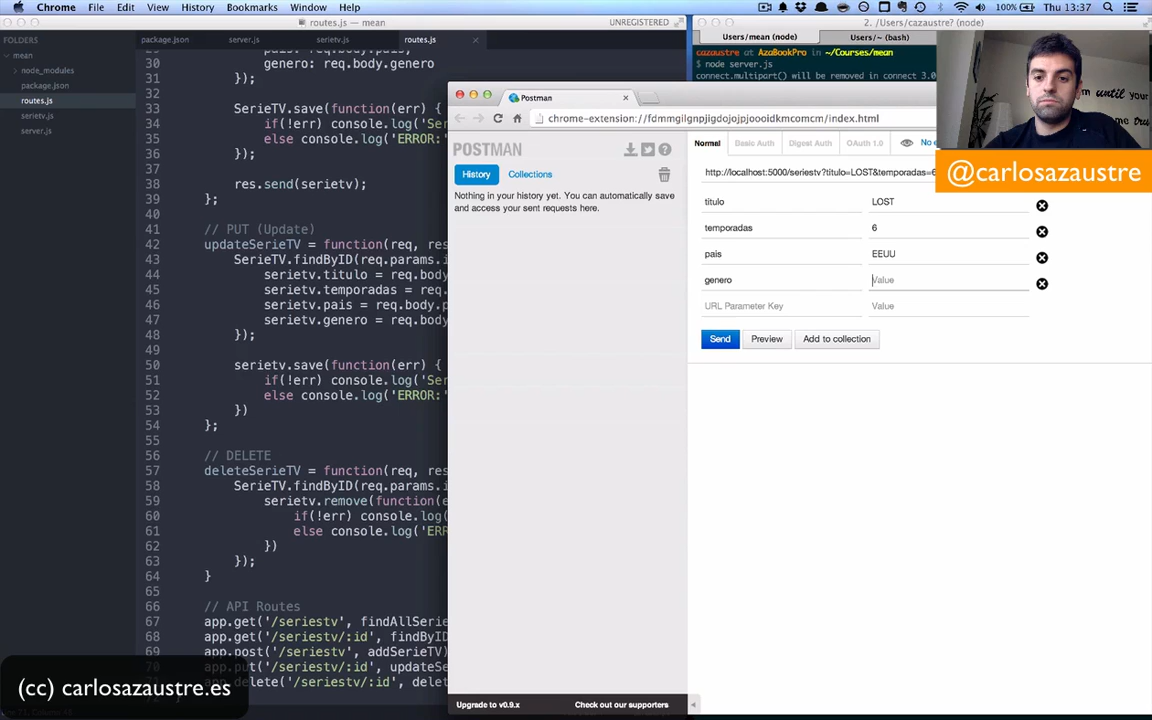 Chrome File Edit View History Bookmarks Window Help
100% Thu 13:37
routes.js — mean
UNREGISTERED
2. /Users/cazaustre? (node)
FOLDERS
mean
node_modules
package.json
routes.js
serietv.js
server.js
package.json server.js serietv.js routes.js
Users/mean (node) Users/~ (bash)
cazaustre at AzaBookPro in ~/Courses/mean
$ node server.js
connect.multipart() will be removed in connect 3.0
30 genero: req.body.genero
31 });
32
33 SerieTV.save(function(err) {
34 if(!err) console.log('Ser
35 else console.log('ERROR:
36 });
37
38 res.send(serietv);
39 };
40
41 // PUT (Update)
42 updateSerieTV = function(req, res
43 SerieTV.findByID(req.params.i
44 serietv.titulo = req.body
45 serietv.temporadas = req.
46 serietv.pais = req.body.
47 serietv.genero = req.body
48 });
49
50 serietv.save(function(err) {
51 if(!err) console.log('Ser
52 else console.log('ERROR:'
53 })
54 };
55
56 // DELETE
57 deleteSerieTV = function(req, res
58 SerieTV.findByID(req.params.i
59 serietv.remove(function(e
60 if(!err) console.log(
61 else console.log('ERR
62 })
63 });
64 }
65
66 // API Routes
67 app.get('/seriestv', findAllSerie
68 app.get('/seriestv/:id', findByID
69 app.post('/seriestv', addSerieTV)
app.put('/seriestv/:id', updateSe
app.delete('/seriestv/:id', delet
Postman
chrome-extension://fdmmgilgnpjigdojojpjoooidkmcomcm/index.html
POSTMAN
History Collections
Nothing in your history yet. You can automatically save
and access your sent requests here.
Normal Basic Auth Digest Auth OAuth 1.0 No e
http://localhost:5000/seriestv?titulo=LOST&temporadas=6
titulo LOST
temporadas 6
pais EEUU
genero Value
URL Parameter Key Value
Send Preview Add to collection
Upgrade to v0.9.x Check out our supporters
until your
@carlosazaustre
(cc) carlosazaustre.es